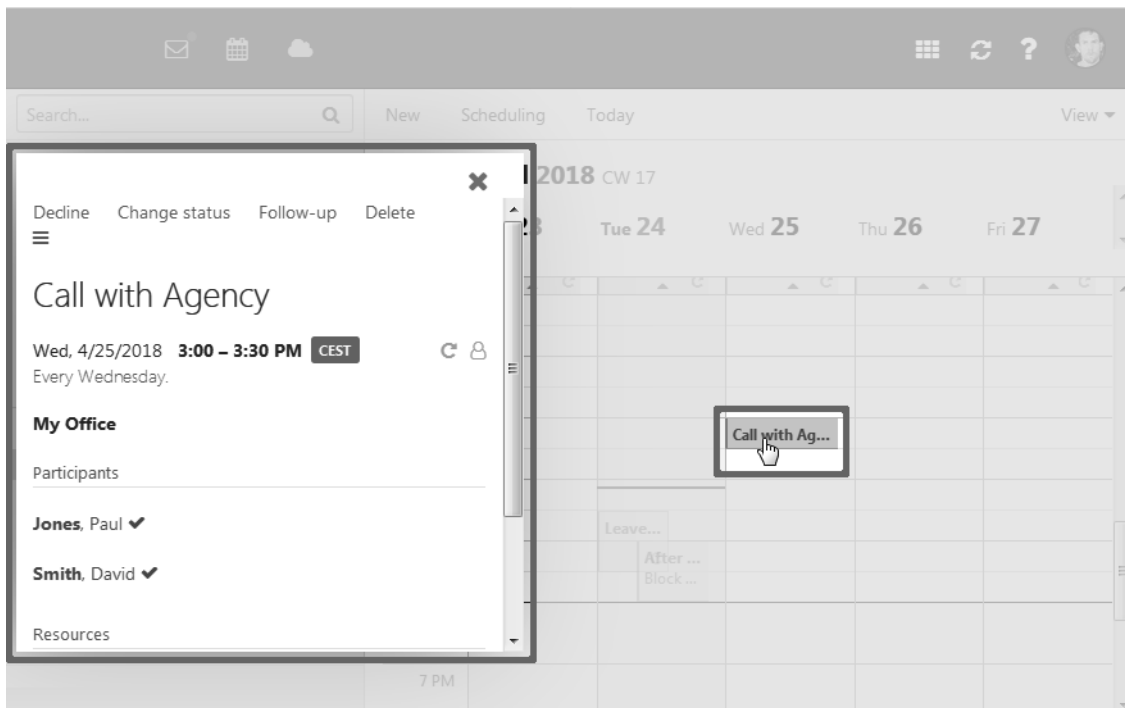 ?
Search...
New Scheduling Today View
2018 CW 17
Tue 24 Wed 25 Thu 26 Fri 27
Decline Change status Follow-up Delete
Call with Agency
Wed, 4/25/2018 3:00 – 3:30 PM CEST
Every Wednesday.
My Office
Participants
Jones, Paul ✔
Smith, David ✔
Resources
Call with Ag...
Leave...
After ...
Block ...
7 PM